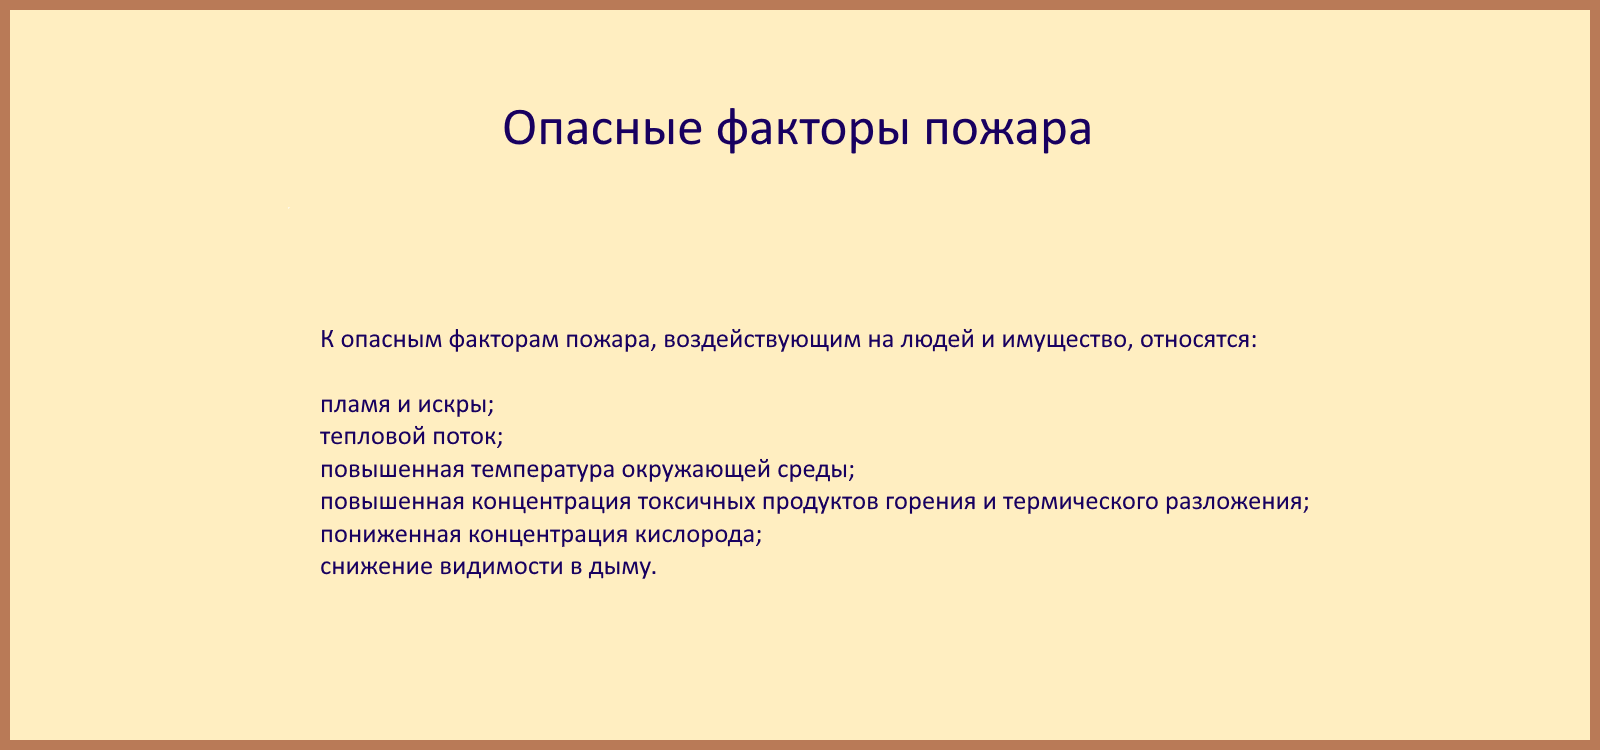 Опасные факторы пожара
К опасным факторам пожара, воздействующим на людей и имущество, относятся:
пламя и искры;
тепловой поток;
повышенная температура окружающей среды;
повышенная концентрация токсичных продуктов горения и термического разложения;
пониженная концентрация кислорода;
снижение видимости в дыму.